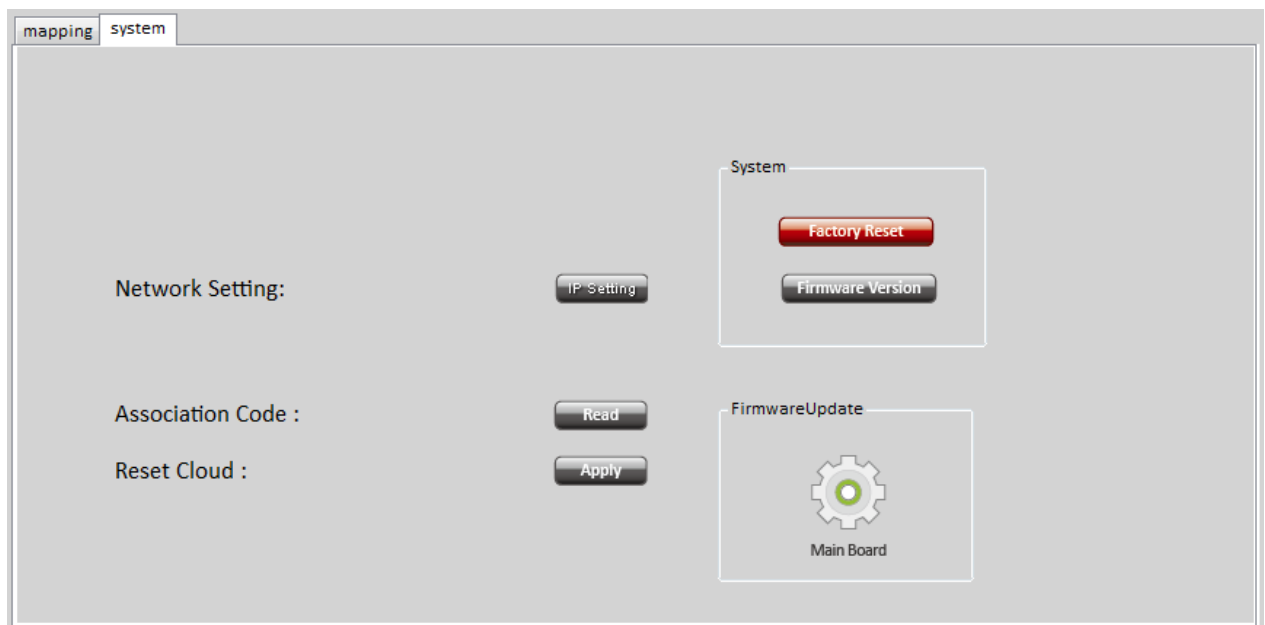 mapping
system
System
Factory Reset
Network Setting:
IP Setting
Firmware Version
Association Code :
Read
FirmwareUpdate
Reset Cloud :
Apply
Main Board